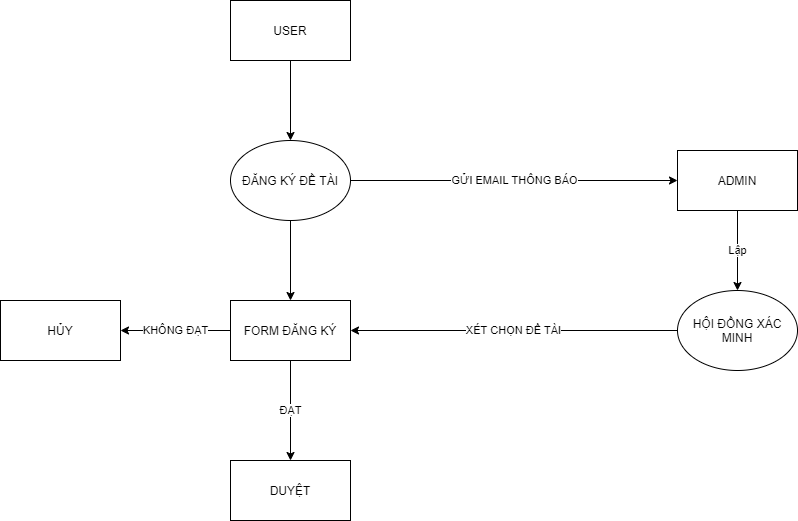 USER
ĐĂNG KÝ ĐỀ TÀI
GỬI EMAIL THÔNG BÁO
ADMIN
Lập
HỦY
KHÔNG ĐẠT
FORM ĐĂNG KÝ
XÉT CHỌN ĐỀ TÀI
HỘI ĐỒNG XÁC
MINH
ĐẠT
DUYỆT